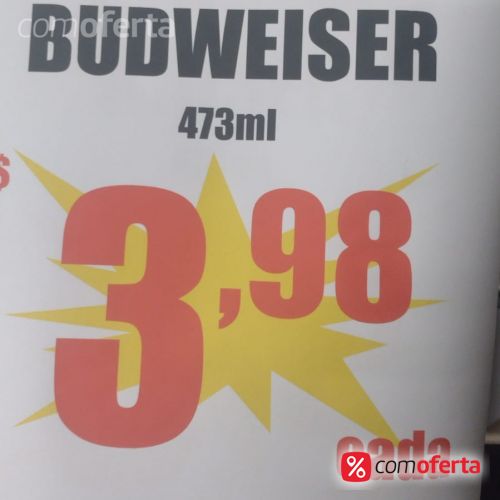 comoferta
BUDWEISER
473ml
$ 3,98
cada
% comoferta